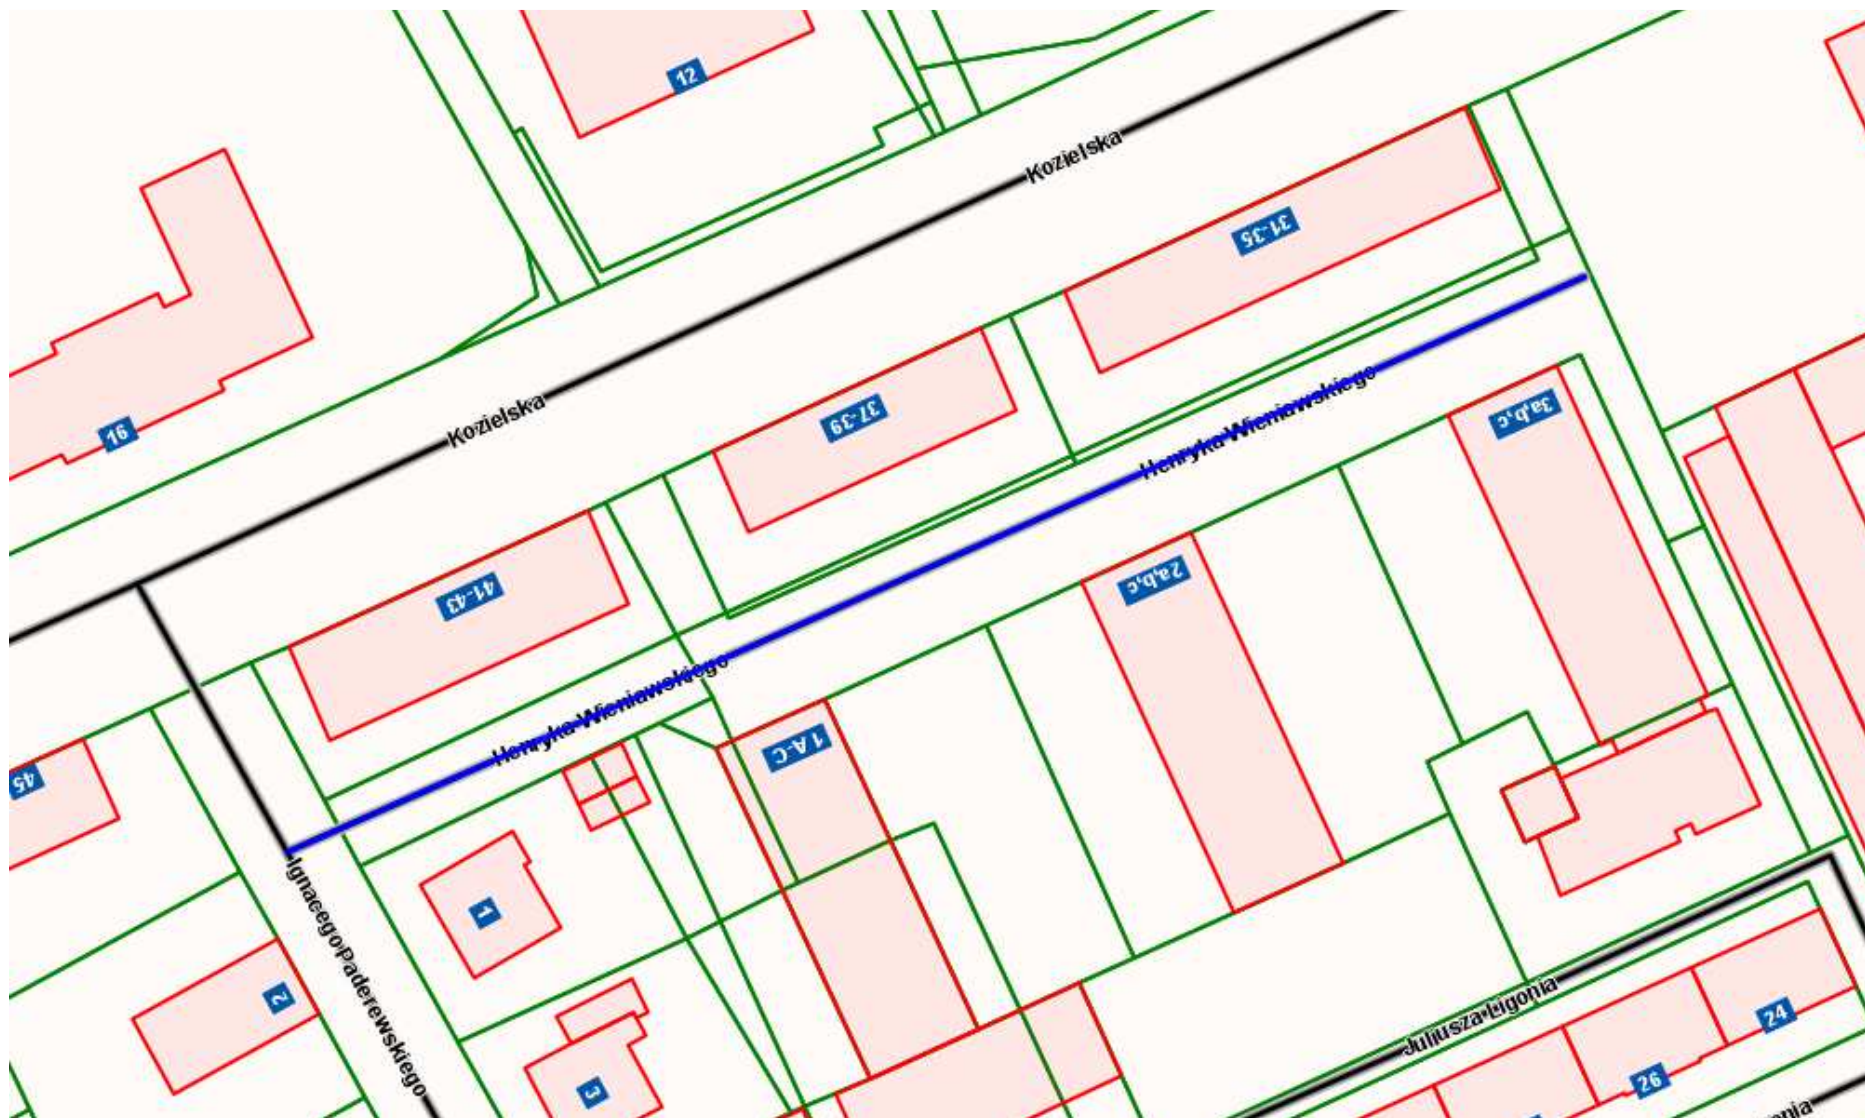 12
Kozielska
31-35
16
Kozielska
37-39
Henryka Wieniawskiego
3a,b,c
41-43
2a,b,c
Henryka Wieniawskiego
1 A-C
45
1
Ignacego Paderewskiego
2
3
Juliusza Ligonia
24
26